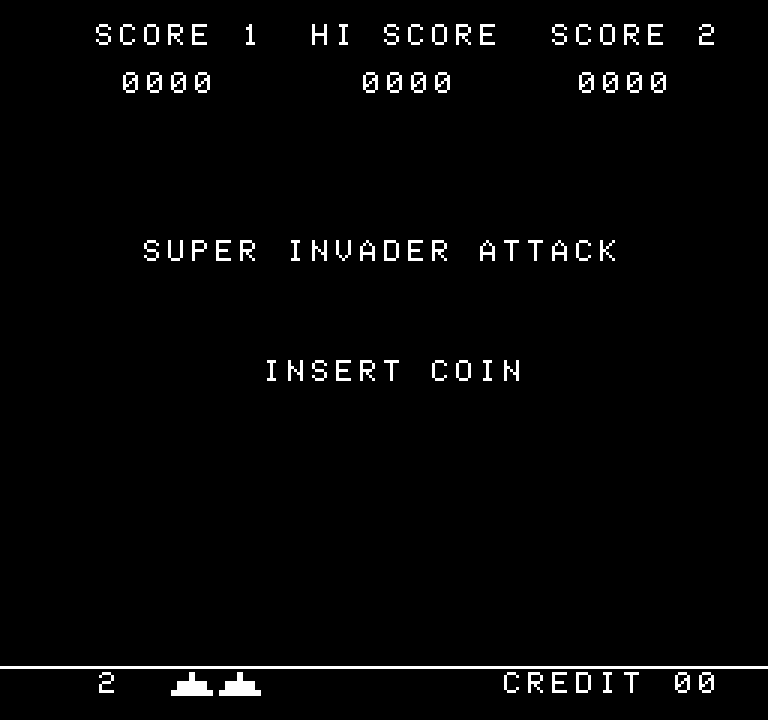 SCORE 1 HI SCORE SCORE 2
0000 0000 0000
SUPER INVADER ATTACK
INSERT COIN
2 CREDIT 00